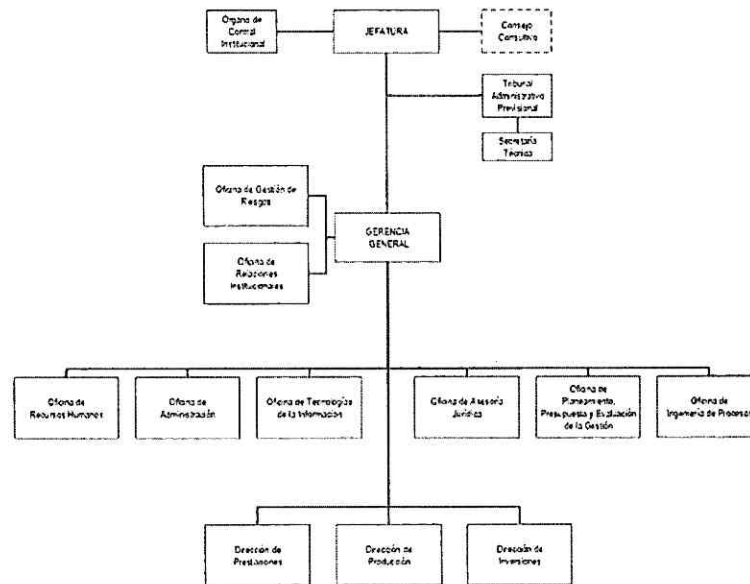 Órgano de
Control
Institucional
JEFATURA
Consejo
Consultivo
Tribunal
Administrativo
Previsional
Secretaría
Técnica
Oficina de Gestión de
Riesgos
GERENCIA
GENERAL
Oficina de
Relaciones
Institucionales
Oficina de
Recursos Humanos
Oficina de
Administración
Oficina de Tecnologías
de la Información
Oficina de Asesoría
Jurídica
Oficina de
Planeamiento,
Presupuesto y Evaluación
de la Gestión
Oficina de
Ingeniería de Procesos
Dirección de
Prestaciones
Dirección de
Producción
Dirección de
Inversiones